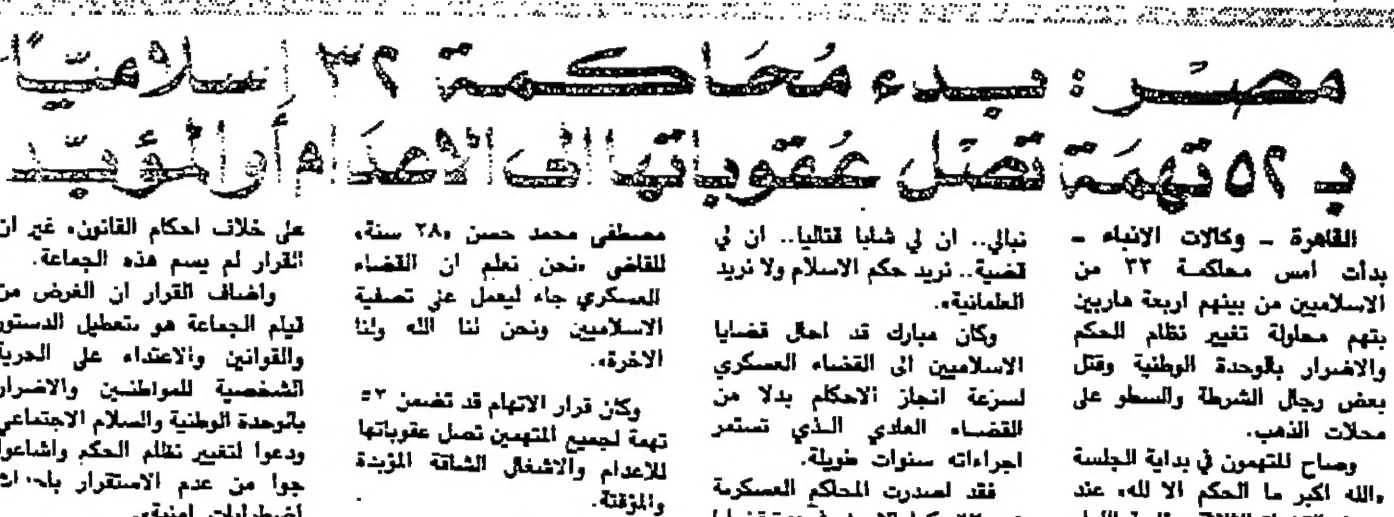 مصر: بدء محاكمة ٣٢ اسلاميًا
بـ ٥٢ تهمة تصل عقوباتها الى الاعدام أو المؤبد
القاهرة ـ وكالات الانباء ـ
بدأت امس محاكمة ٣٢ من
الاسلاميين من بينهم اربعة هاربين
بتهم محاولة تغيير نظام الحكم
والاضرار بالوحدة الوطنية وقتل
بعض رجال الشرطة والسطو على
محلات الذهب.
وصاح المتهمون في بداية الجلسة
«الله اكبر ما الحكم الا لله» عند
نبالي.. ان لي شابا قتاليا.. ان لي
قضية.. نريد حكم الاسلام ولا نريد
العلمانية».
وكان مبارك قد احال قضايا
الاسلاميين الى القضاء العسكري
لسرعة انجاز الاحكام بدلا من
القضاء العادي الذي تستمر
اجراءاته سنوات طويلة.
فقد اصدرت المحاكم العسكرية
مصطفى محمد حسن «٢٨ سنة»
للقاضي «نحن نعلم ان القضاء
العسكري جاء ليعمل على تصفية
الاسلاميين ونحن لنا الله ولنا
الاخرة».
وكان قرار الاتهام قد تضمن ٥٢
تهمة لجميع المتهمين تصل عقوباتها
للاعدام والاشغال الشاقة المؤبدة
والمؤقتة.
على خلاف احكام القانون» غير ان
القرار لم يسم هذه الجماعة.
واضاف القرار ان الغرض من
قيام الجماعة هو «تعطيل الدستور
والقوانين والاعتداء على الحرية
الشخصية للمواطنين والاضرار
بالوحدة الوطنية والسلام الاجتماعي
ودعوا لتغيير نظام الحكم واشاعوا
جوا من عدم الاستقرار
اضطرابات امنية».